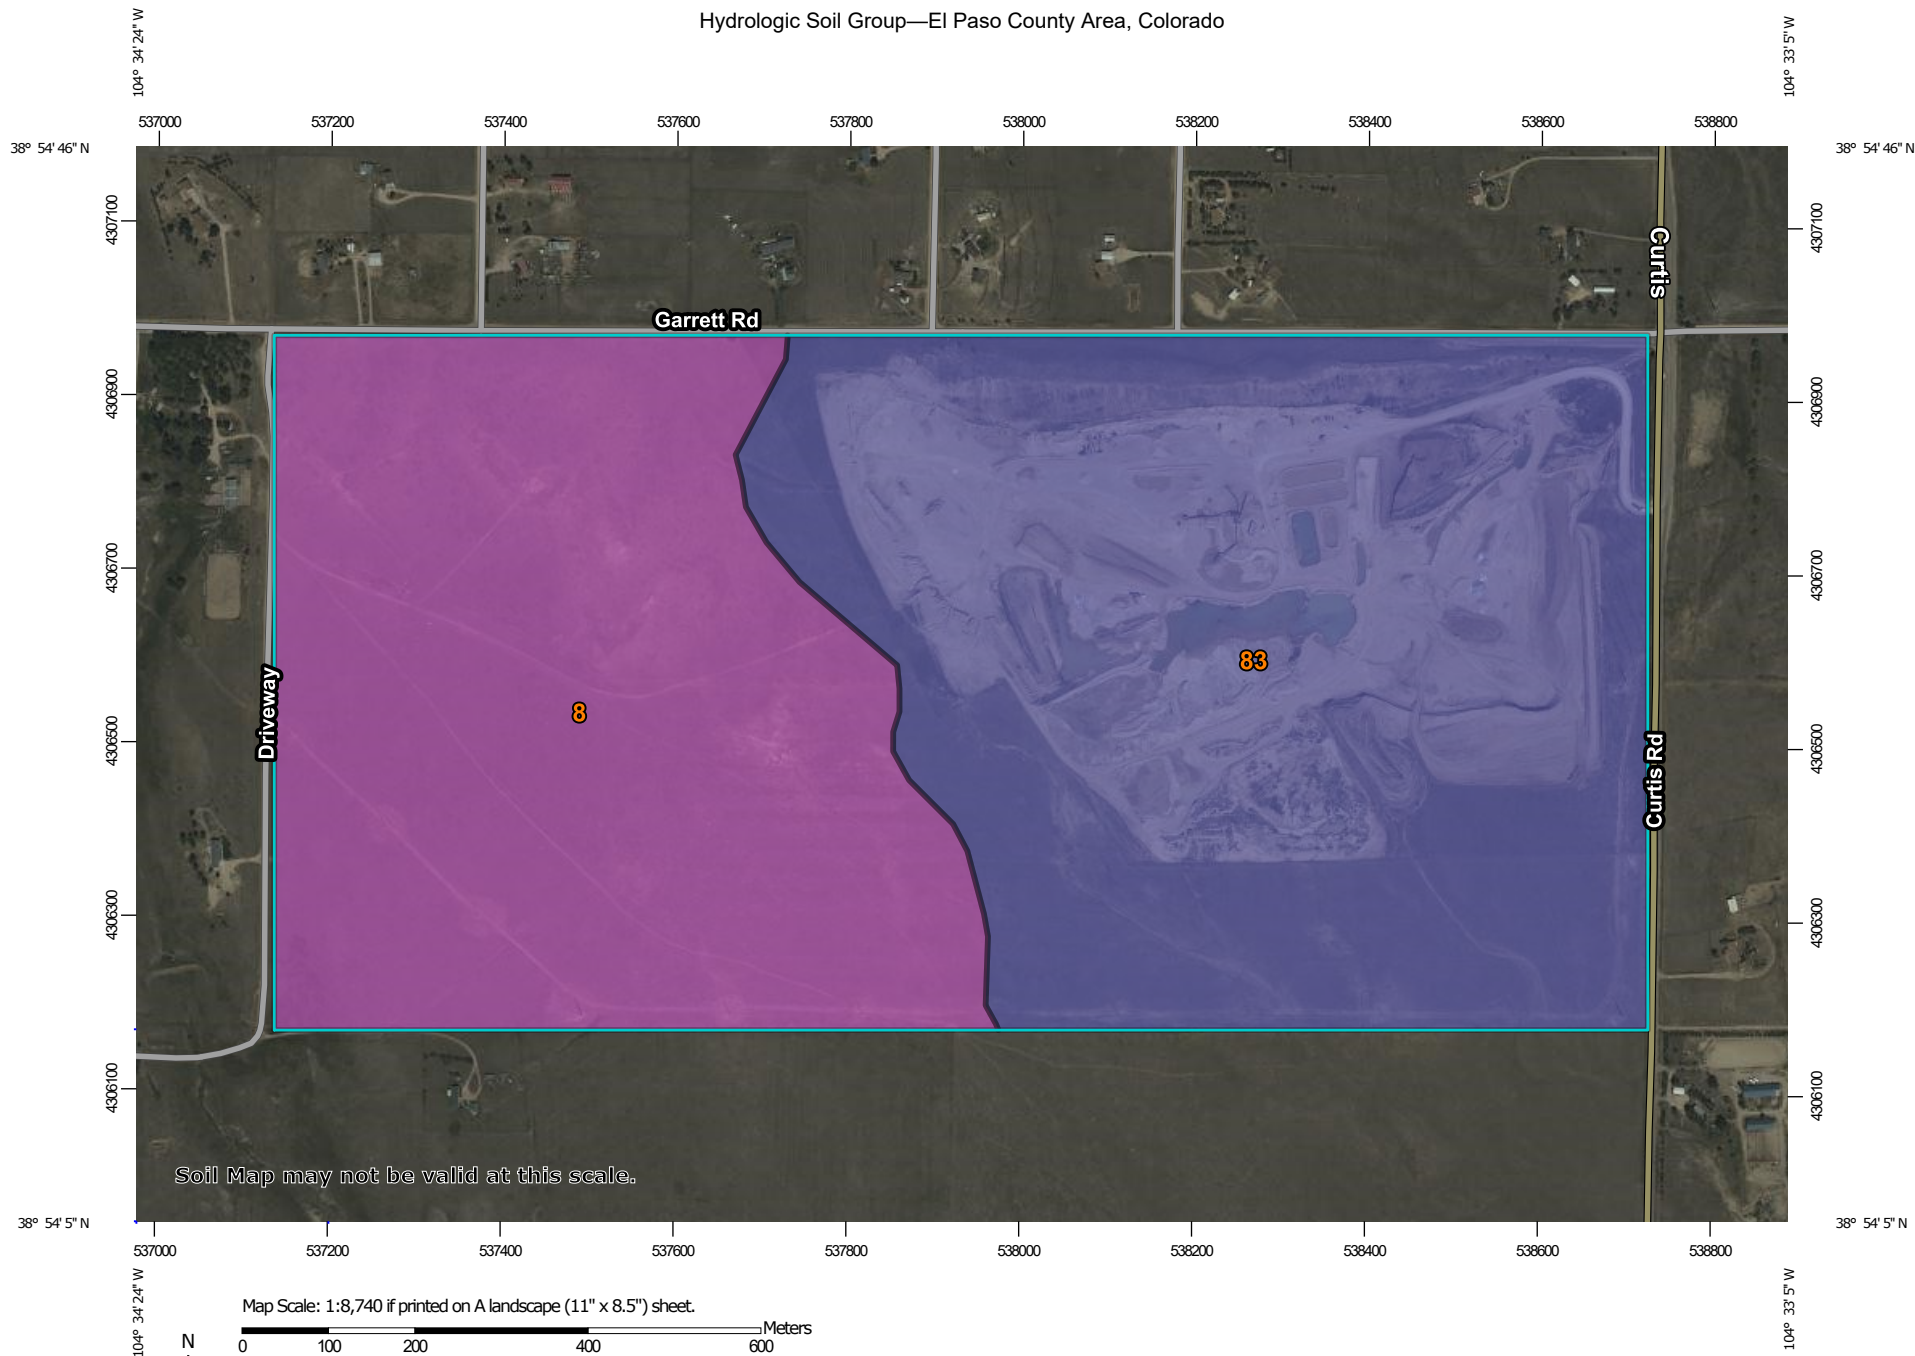 Hydrologic Soil Group—El Paso County Area, Colorado
104° 34' 24" W
104° 33' 5" W
537000 537200 537400 537600 537800 538000 538200 538400 538600 538800
38° 54' 46" N
38° 54' 46" N
4307100
4307100
Curtis
Garrett Rd
4306900
4306900
4306700
4306700
83
8
Driveway
4306500
4306500
Curtis Rd
4306300
4306300
4306100
4306100
Soil Map may not be valid at this scale.
38° 54' 5" N
38° 54' 5" N
537000 537200 537400 537600 537800 538000 538200 538400 538600 538800
104° 34' 24" W
104° 33' 5" W
Map Scale: 1:8,740 if printed on A landscape (11" x 8.5") sheet.
Meters
N
0 100 200 400 600